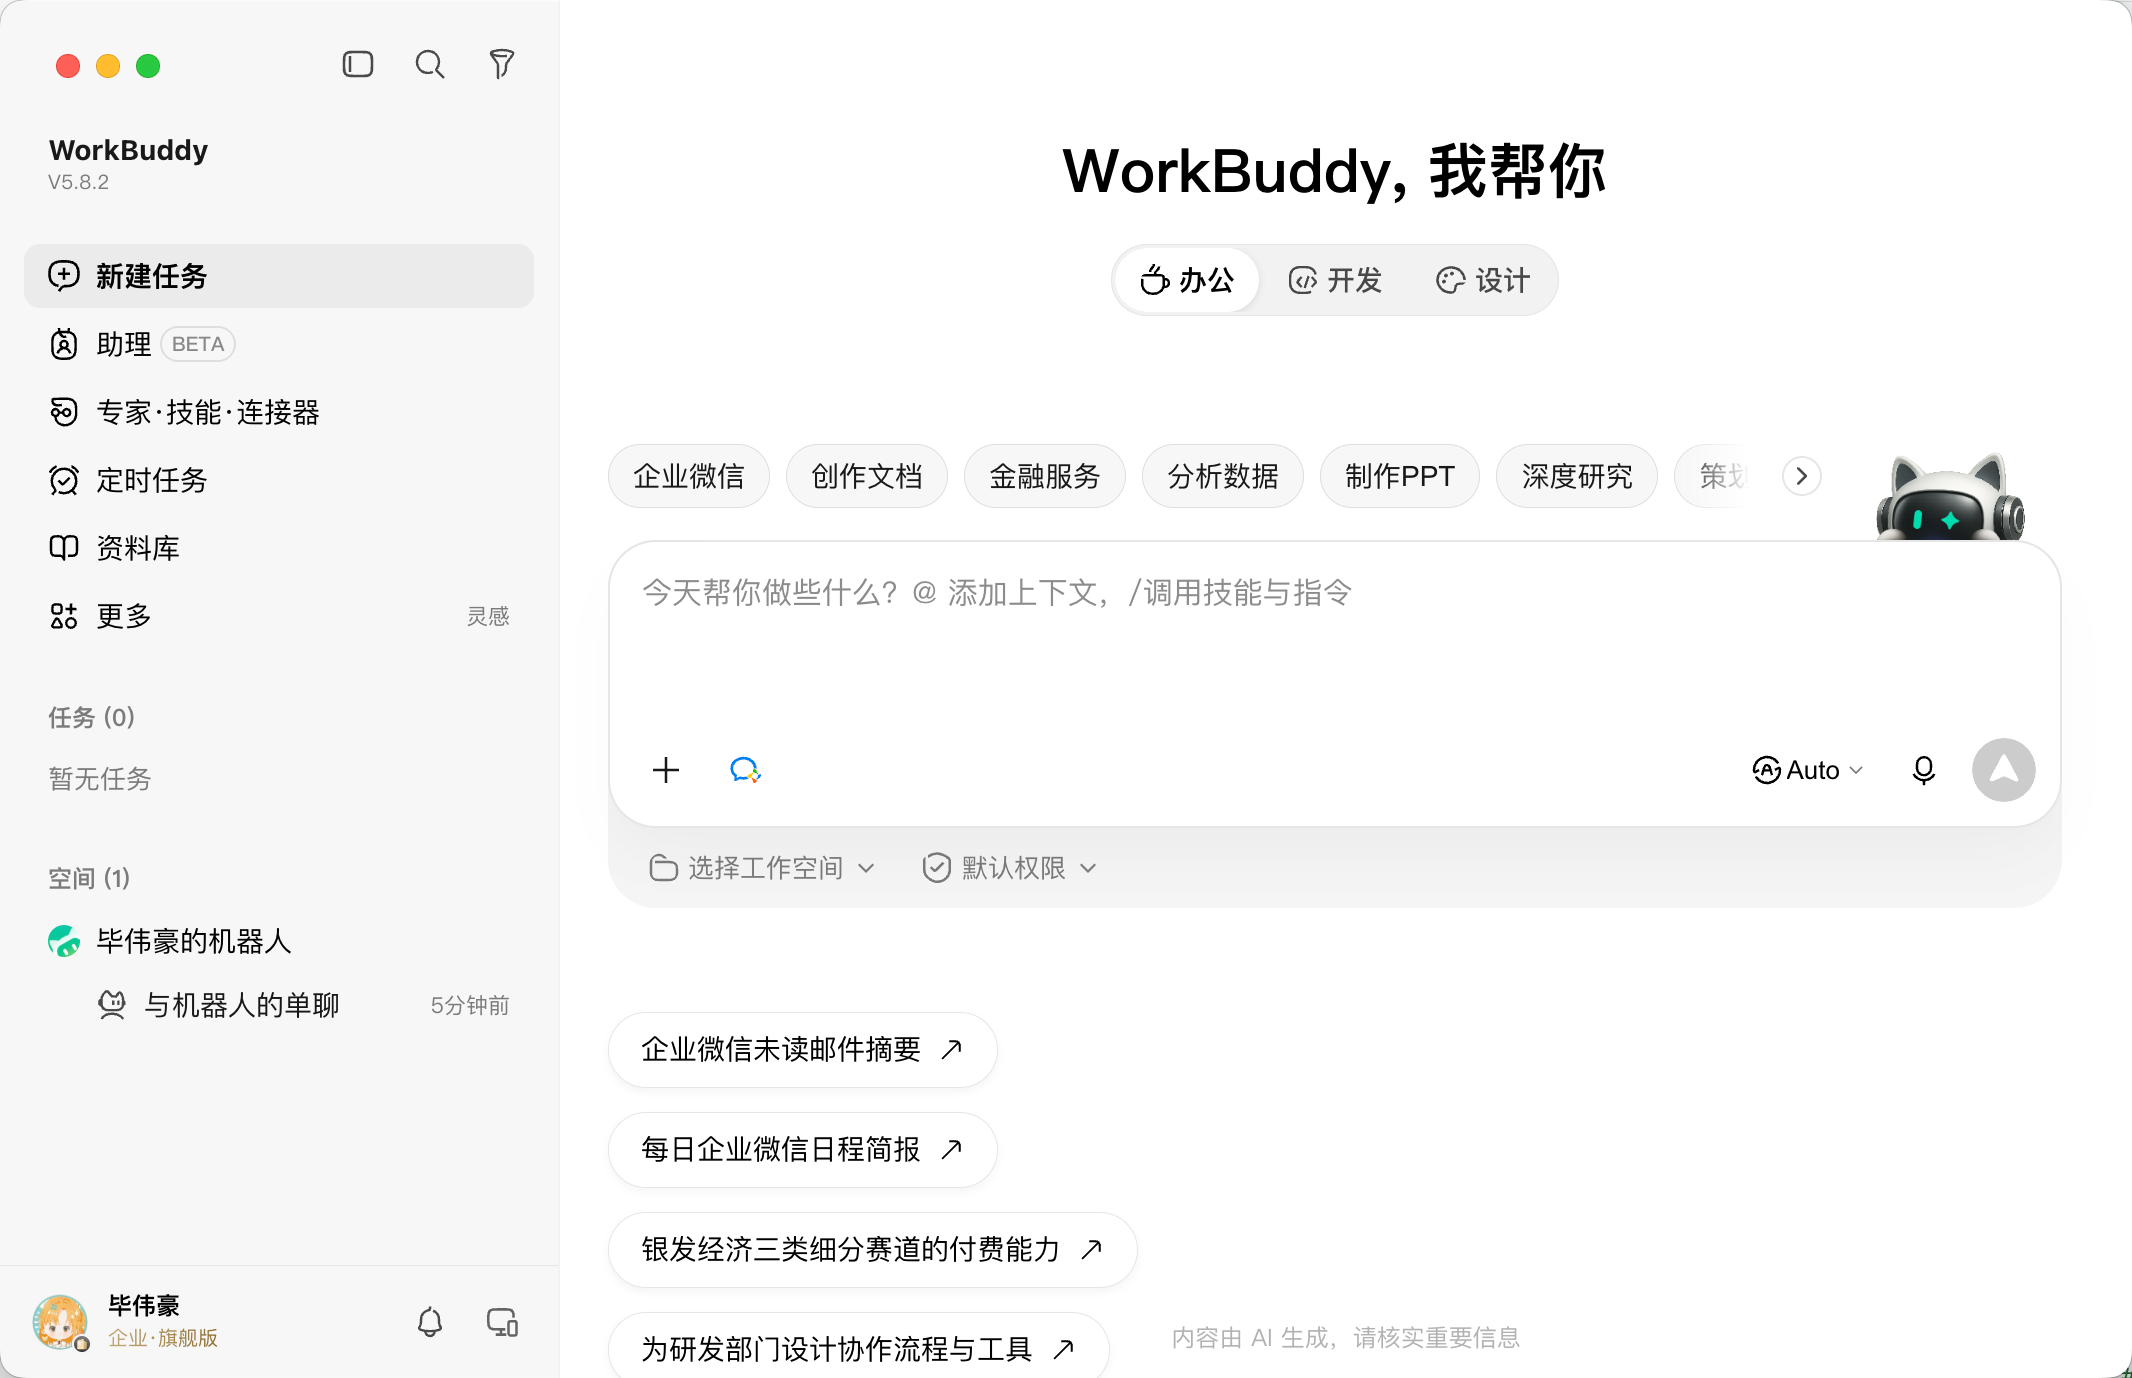 WorkBuddy
V5.8.2
新建任务
助理 BETA
专家·技能·连接器
定时任务
资料库
更多 灵感
任务 (0)
暂无任务
空间 (1)
毕伟豪的机器人
与机器人的单聊 5分钟前
毕伟豪
企业·旗舰版
WorkBuddy, 我帮你
办公 开发 设计
企业微信 创作文档 金融服务 分析数据 制作PPT 深度研究 策划
今天帮你做些什么？@ 添加上下文，/调用技能与指令
Auto
选择工作空间 默认权限
企业微信未读邮件摘要
每日企业微信日程简报
银发经济三类细分赛道的付费能力
为研发部门设计协作流程与工具
内容由 AI 生成，请核实重要信息